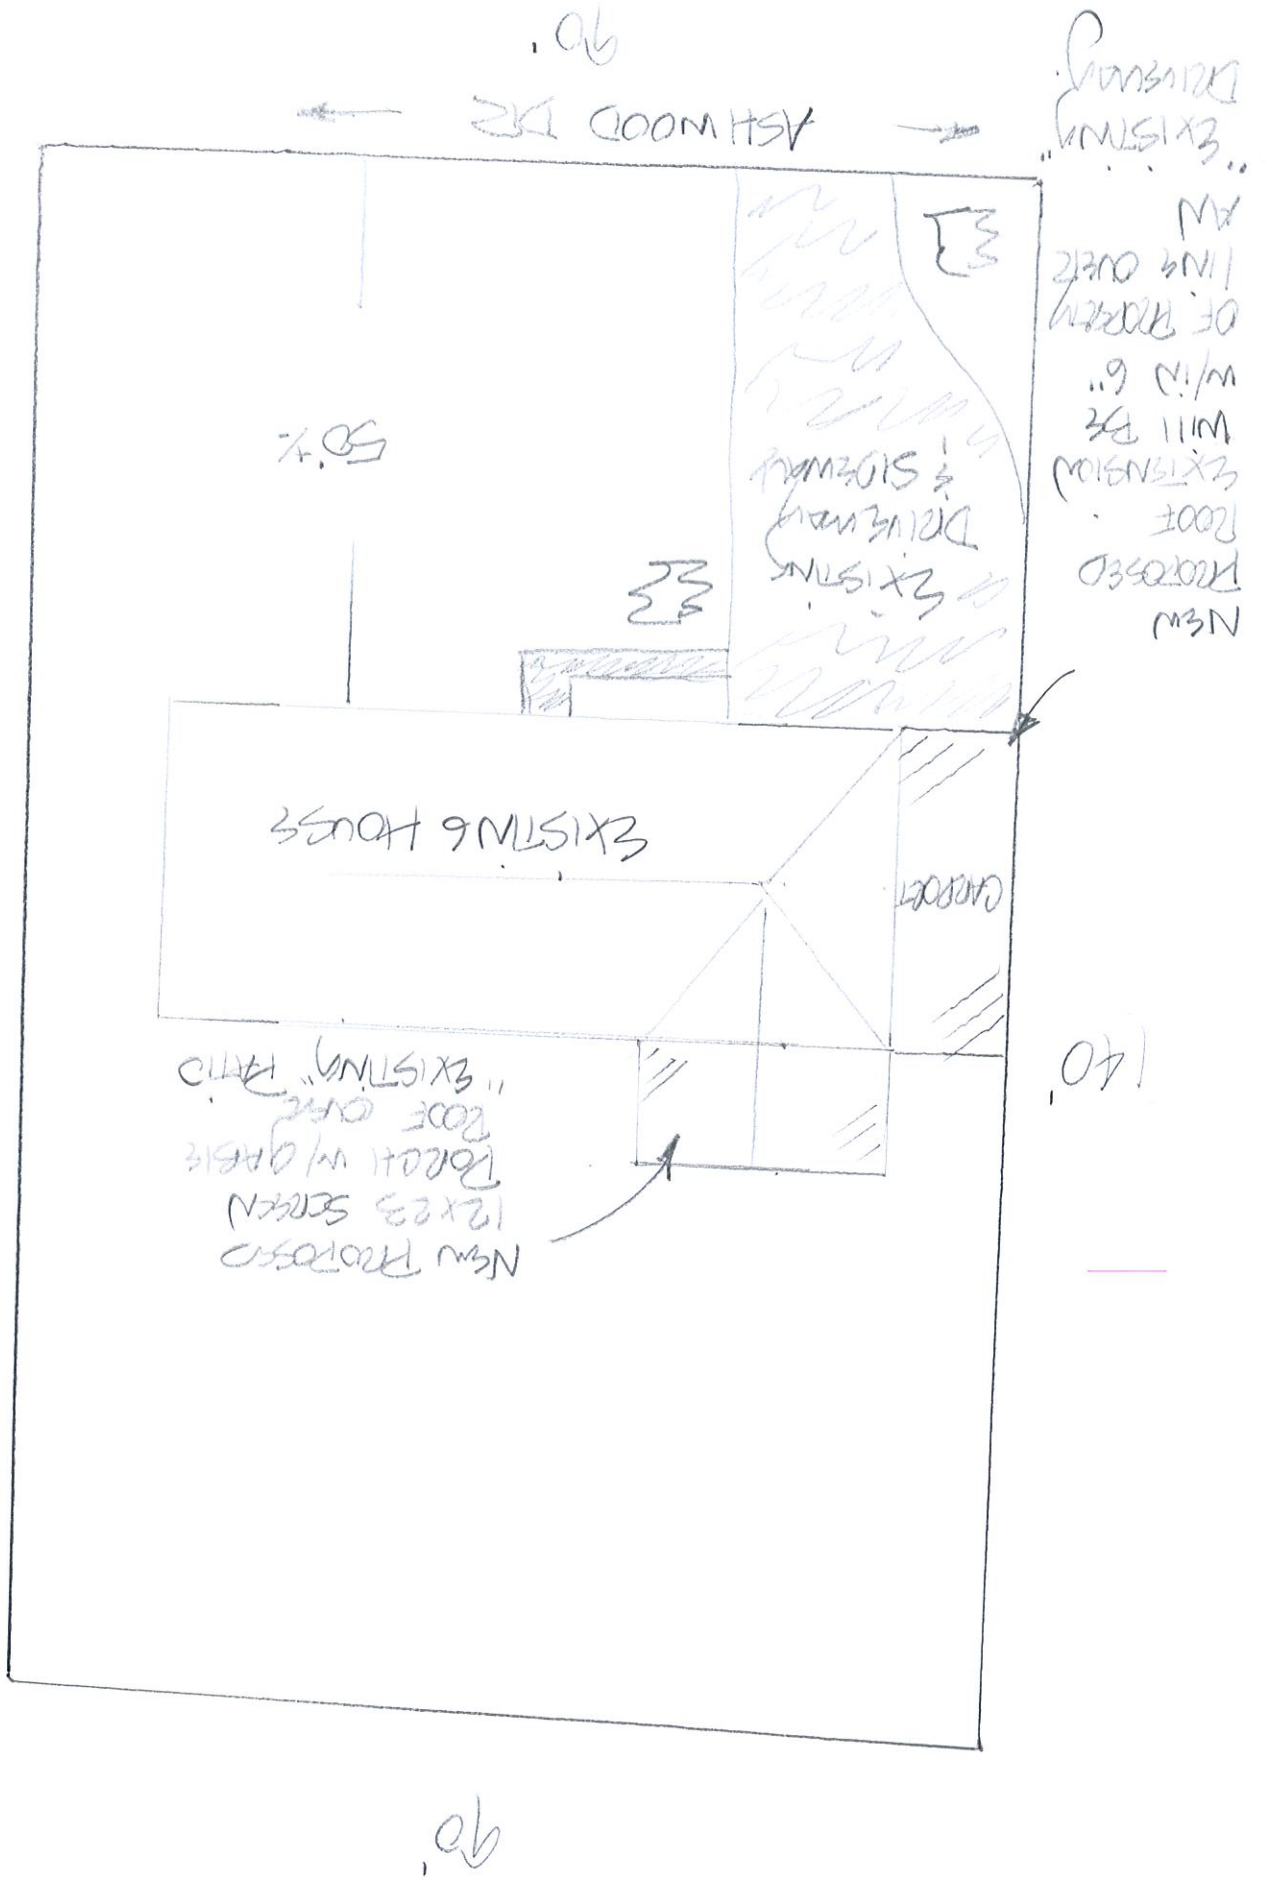 90'
NEW PROPOSED
12X23 SCREEN
PORCH W/GABLE
ROOF OVER
"EXISTING" PATIO
140'
CARPORT
EXISTING HOUSE
NEW
PROPOSED
ROOF
EXTENSION
WILL BE
W/IN 6"
OF PROPERTY
LINE OVER
AN
"EXISTING"
DRIVEWAY.
EXISTING
DRIVEWAY
& SIDEWALK
50'±
ASHWOOD DR
90'